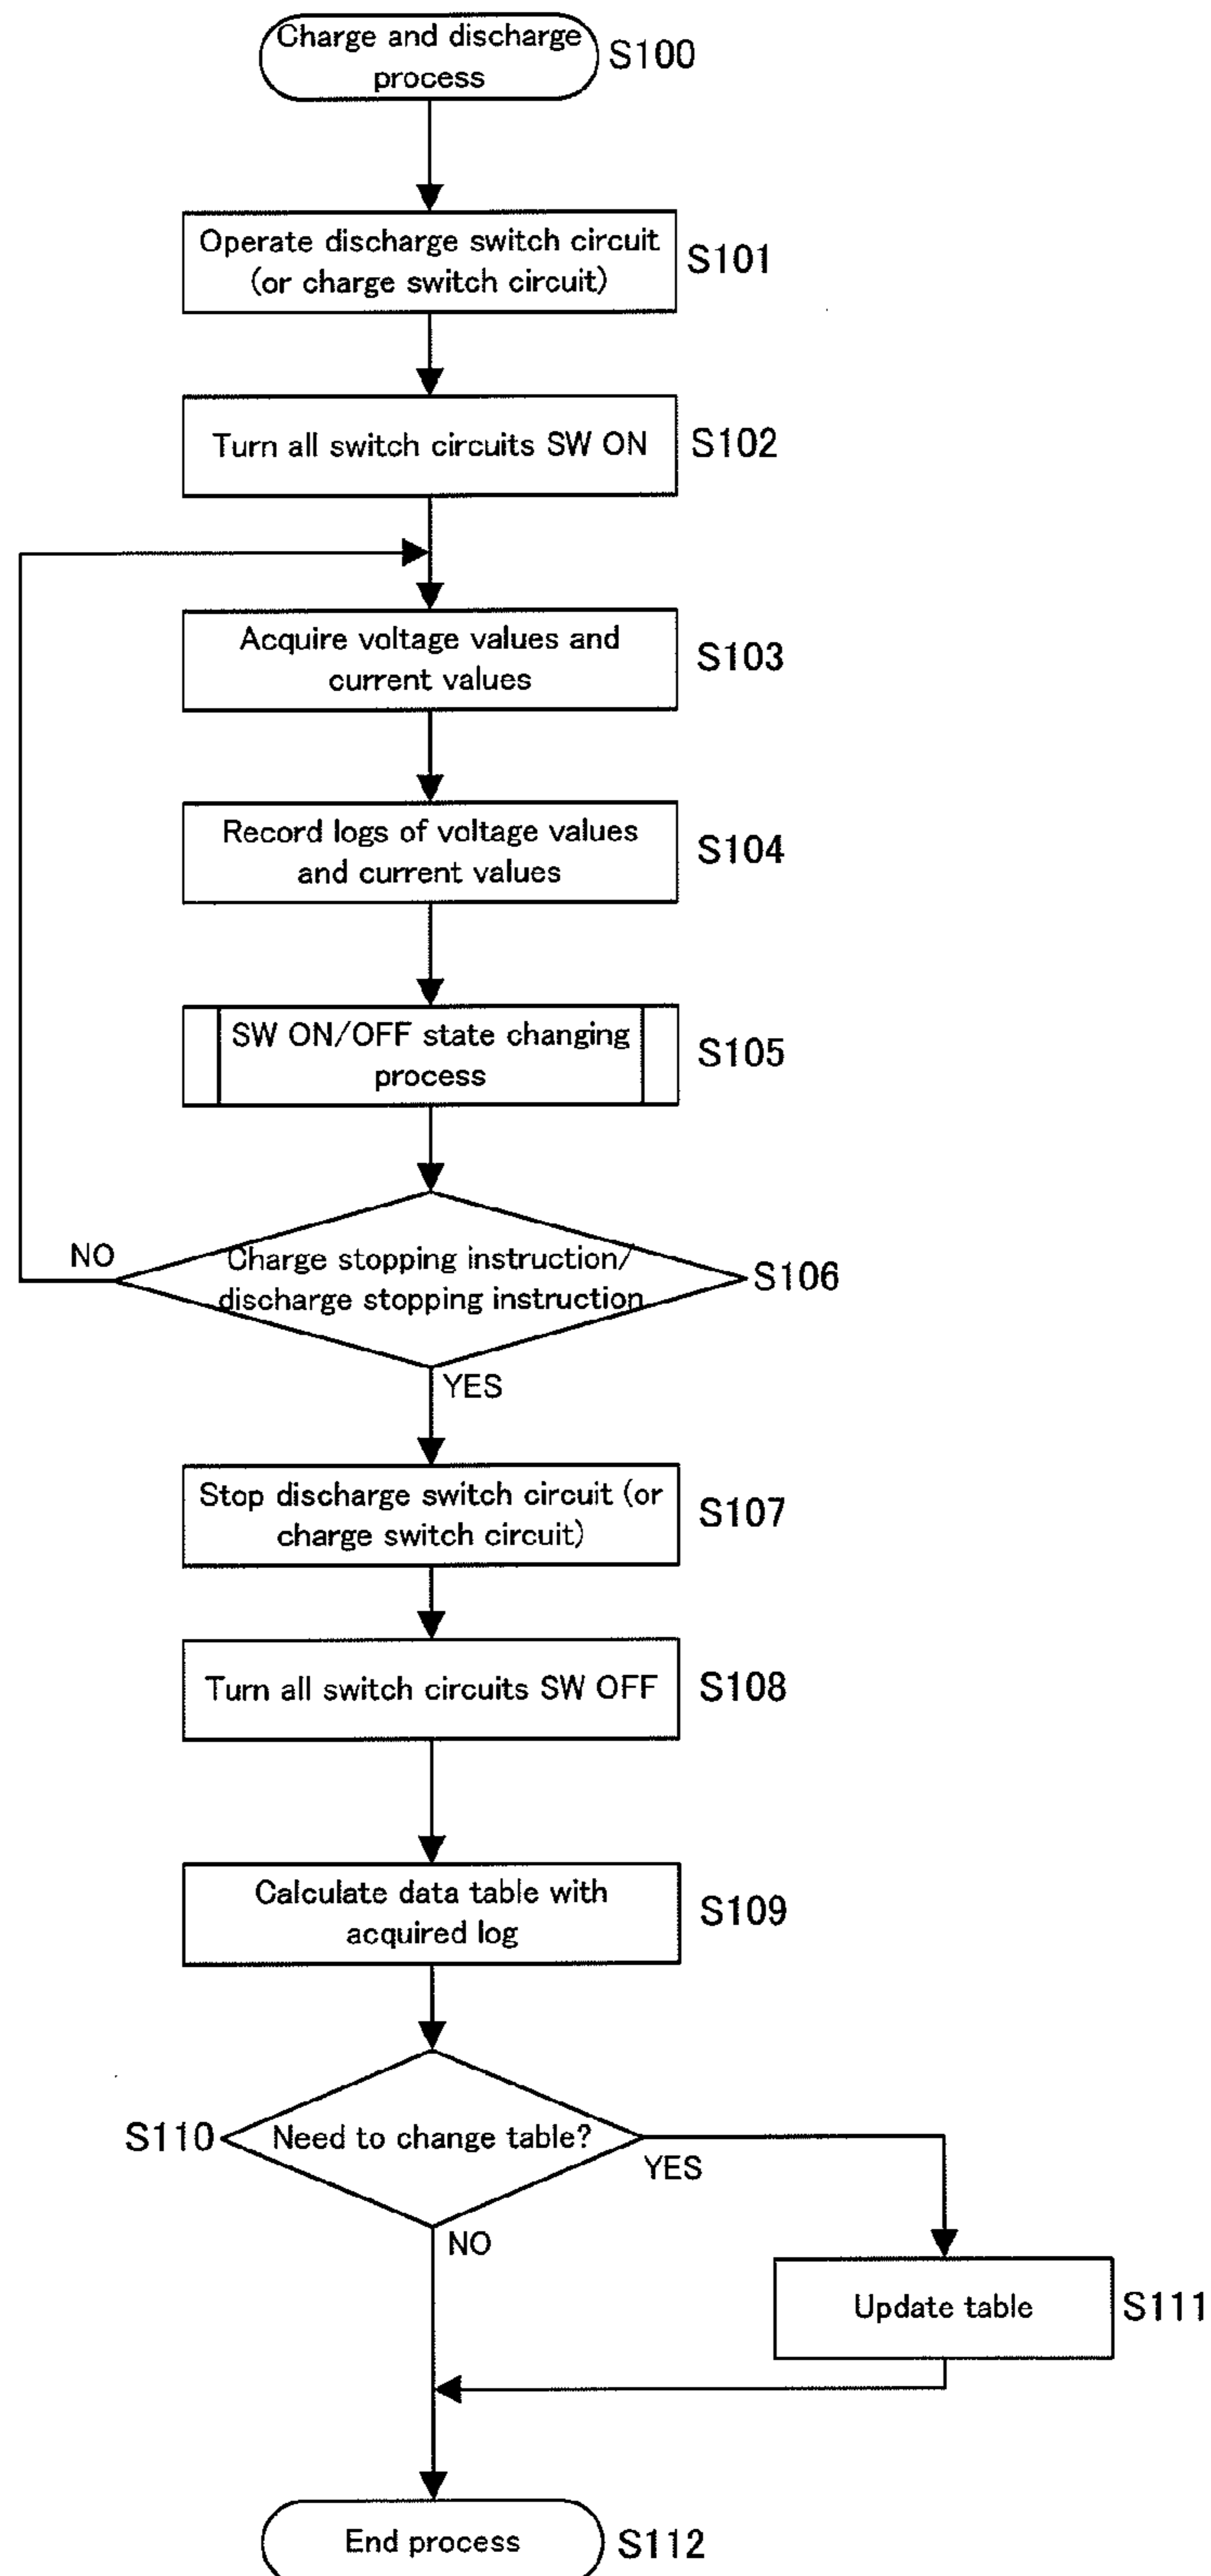 Charge and discharge
process
S100
Operate discharge switch circuit
(or charge switch circuit)
S101
Turn all switch circuits SW ON
S102
Acquire voltage values and
current values
S103
Record logs of voltage values
and current values
S104
SW ON/OFF state changing
process
S105
NO
Charge stopping instruction/
discharge stopping instruction
S106
YES
Stop discharge switch circuit (or
charge switch circuit)
S107
Turn all switch circuits SW OFF
S108
Calculate data table with
acquired log
S109
S110
Need to change table?
YES
NO
Update table
S111
End process
S112